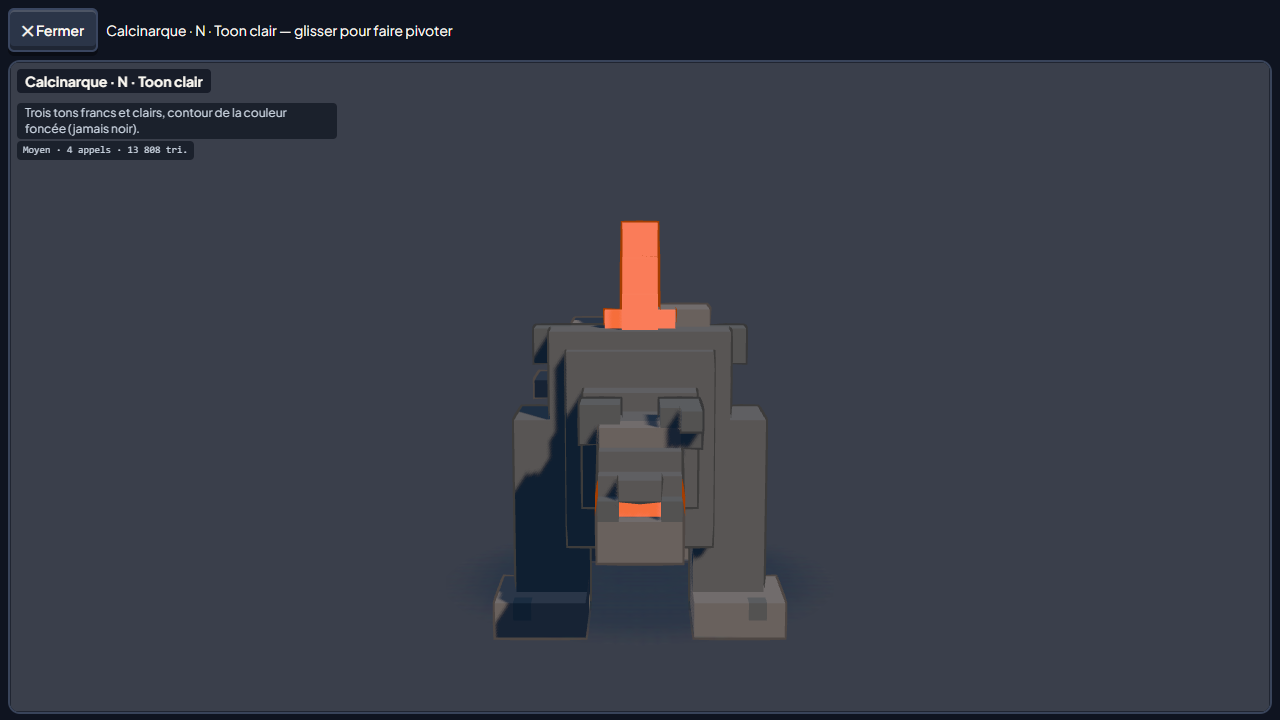 ✕ Fermer
Calcinarque · N · Toon clair — glisser pour faire pivoter
Calcinarque · N · Toon clair
Trois tons francs et clairs, contour de la couleur
foncée (jamais noir).
Moyen · 4 appels · 13 808 tri.